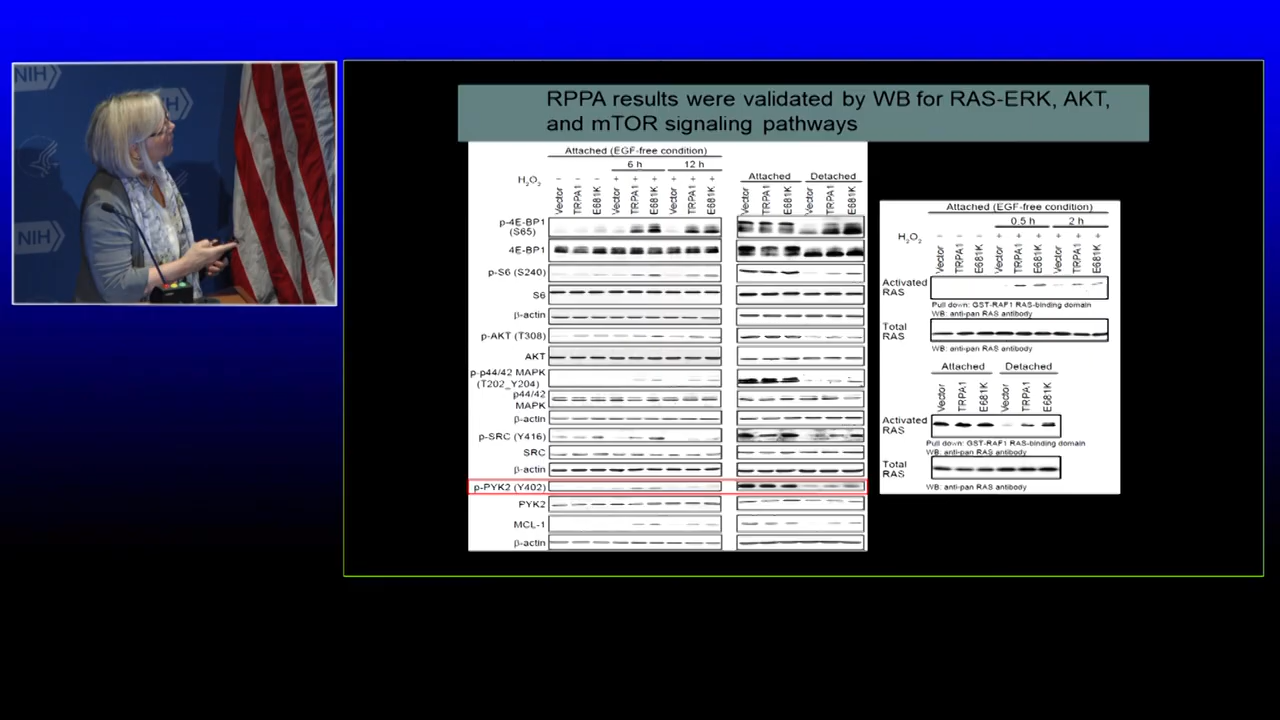 NIH
IH
NIH
RPPA results were validated by WB for RAS-ERK, AKT,
and mTOR signaling pathways
Attached (EGF-free condition)
6 h 12 h
H₂O₂ - - - + + + + + +
Vector TRPA1 E681K Vector TRPA1 E681K Vector TRPA1 E681K
Attached Detached
Vector TRPA1 E681K Vector TRPA1 E681K
p-4E-BP1
(S65)
4E-BP1
p-S6 (S240)
S6
β-actin
p-AKT (T308)
AKT
p-p44/42 MAPK
(T202_Y204)
p44/42
MAPK
β-actin
p-SRC (Y416)
SRC
β-actin
p-PYK2 (Y402)
PYK2
MCL-1
β-actin
Attached (EGF-free condition)
0.5 h 2 h
H₂O₂ - - - + + + + + +
Vector TRPA1 E681K Vector TRPA1 E681K Vector TRPA1 E681K
Activated
RAS
Pull down: GST-RAF1 RAS-binding domain
WB: anti-pan RAS antibody
Total
RAS
WB: anti-pan RAS antibody
Attached Detached
Vector TRPA1 E681K Vector TRPA1 E681K
Activated
RAS
Pull down: GST-RAF1 RAS-binding domain
WB: anti-pan RAS antibody
Total
RAS
WB: anti-pan RAS antibody